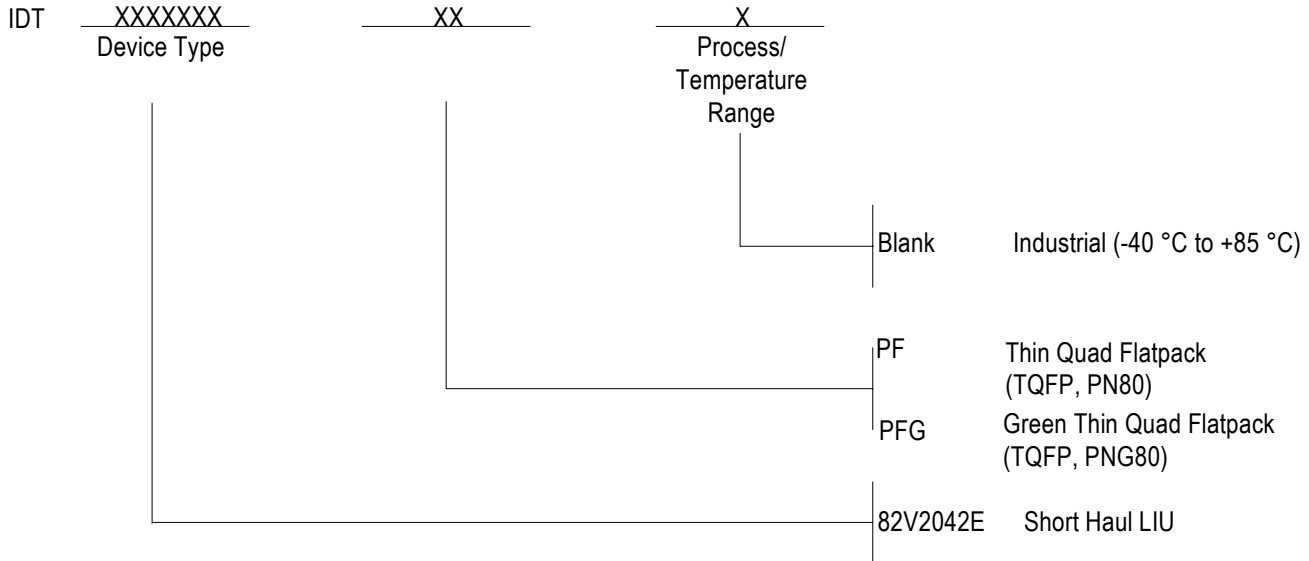 IDT XXXXXXX XX X
Device Type
Process/
Temperature
Range
Blank Industrial (-40 °C to +85 °C)
PF Thin Quad Flatpack
(TQFP, PN80)
PFG Green Thin Quad Flatpack
(TQFP, PNG80)
82V2042E Short Haul LIU